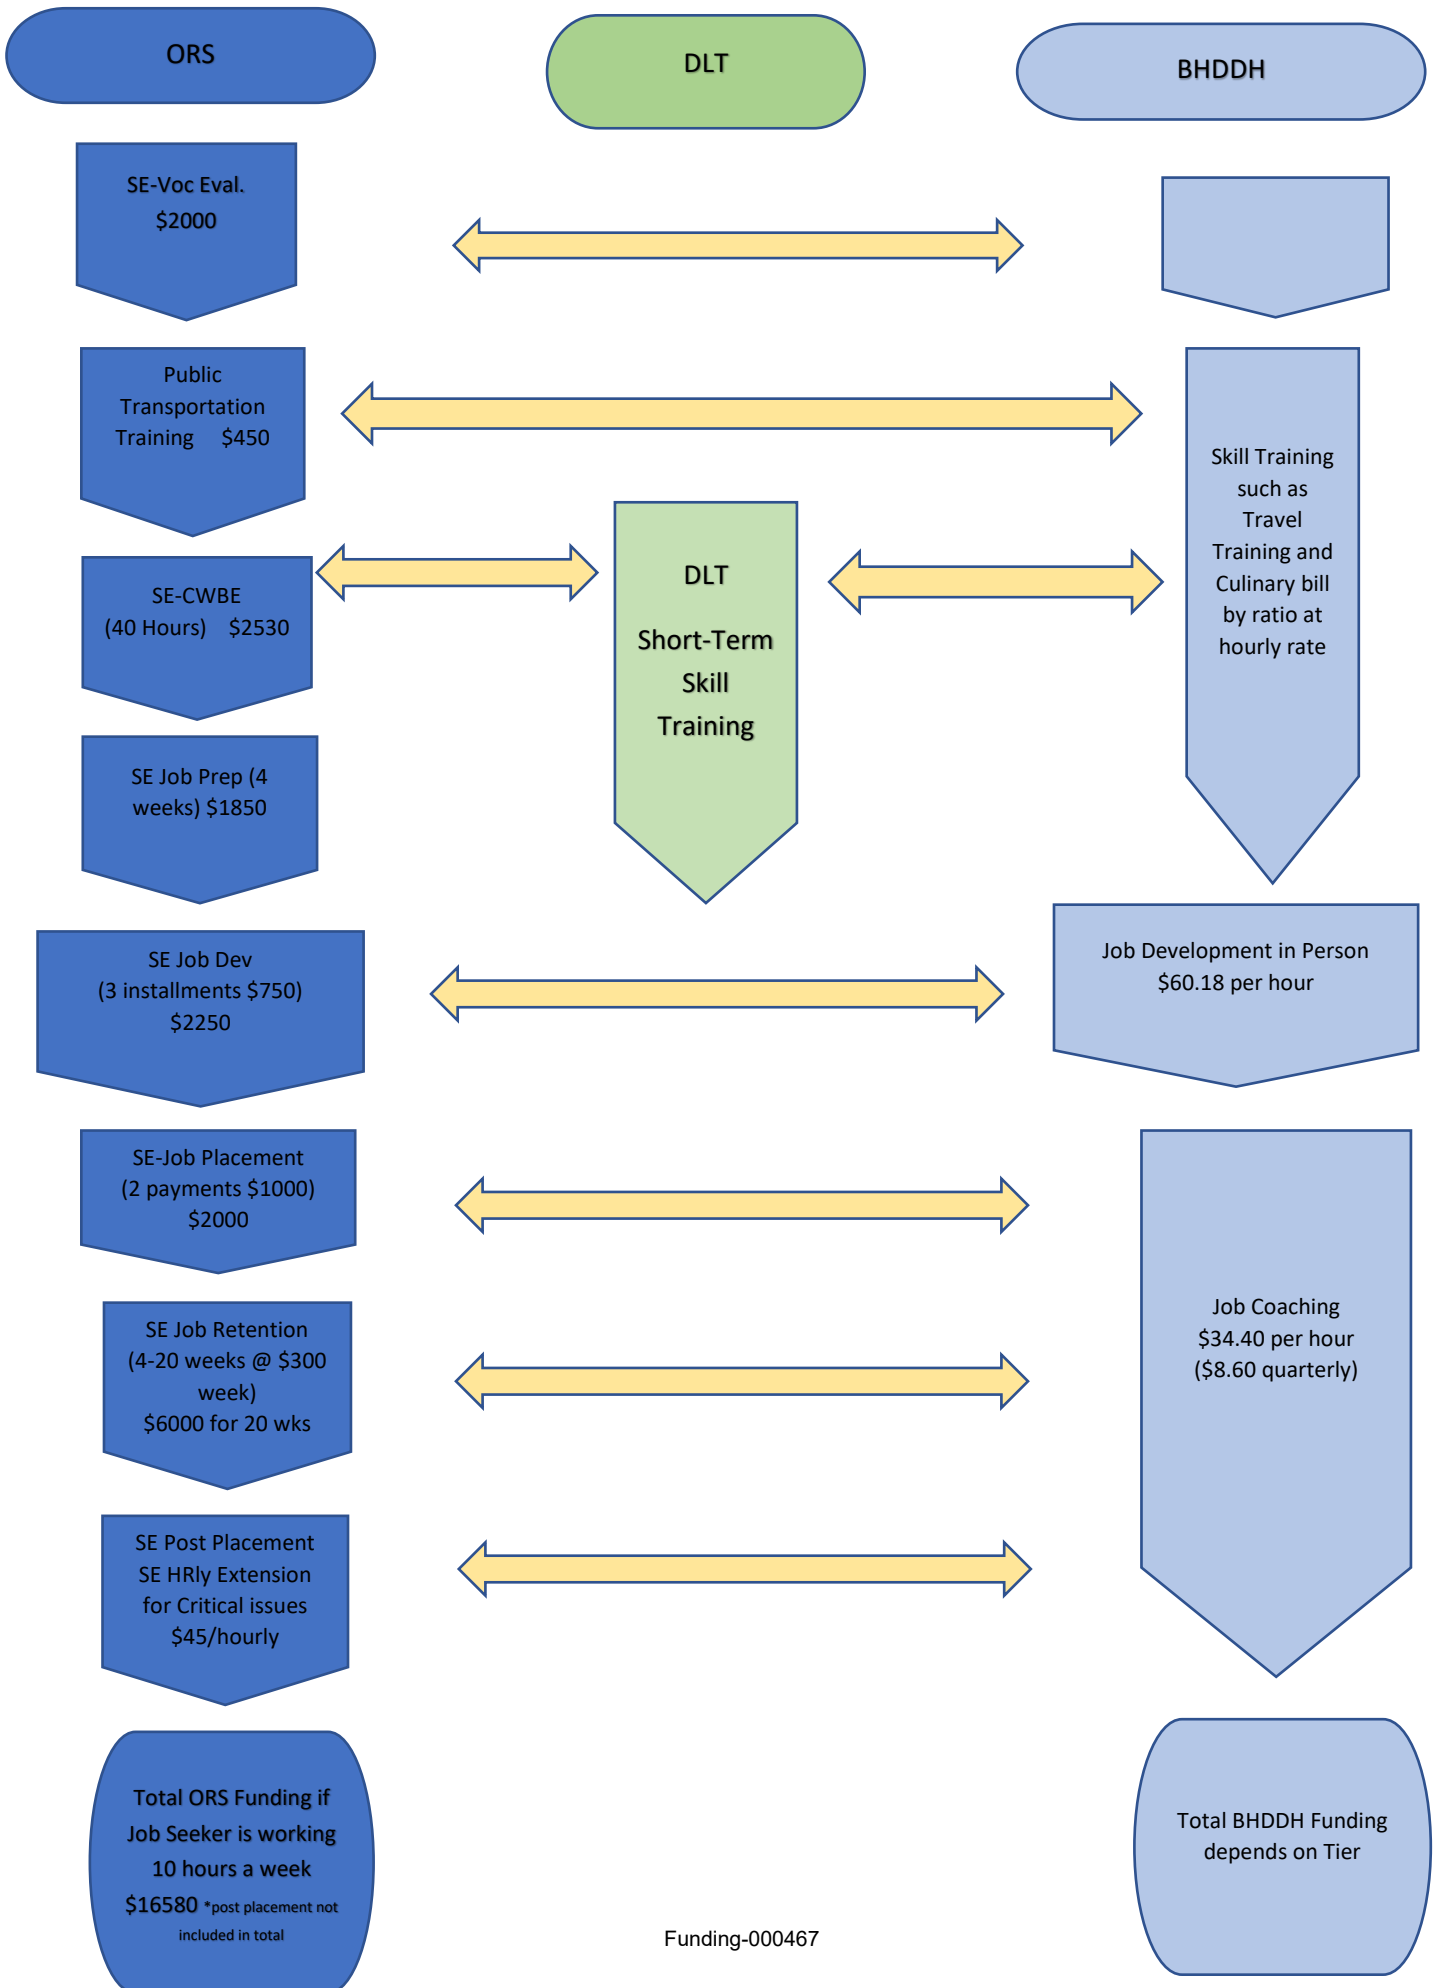 ORS
DLT
BHDDH
SE-Voc Eval.
$2000
Public
Transportation
Training $450
SE-CWBE
(40 Hours) $2530
SE Job Prep (4
weeks) $1850
DLT
Short-Term
Skill
Training
Skill Training
such as
Travel
Training and
Culinary bill
by ratio at
hourly rate
SE Job Dev
(3 installments $750)
$2250
Job Development in Person
$60.18 per hour
SE-Job Placement
(2 payments $1000)
$2000
SE Job Retention
(4-20 weeks @ $300
week)
$6000 for 20 wks
Job Coaching
$34.40 per hour
($8.60 quarterly)
SE Post Placement
SE HRly Extension
for Critical issues
$45/hourly
Total ORS Funding if
Job Seeker is working
10 hours a week
$16580 *post placement not
included in total
Total BHDDH Funding
depends on Tier
Funding-000467